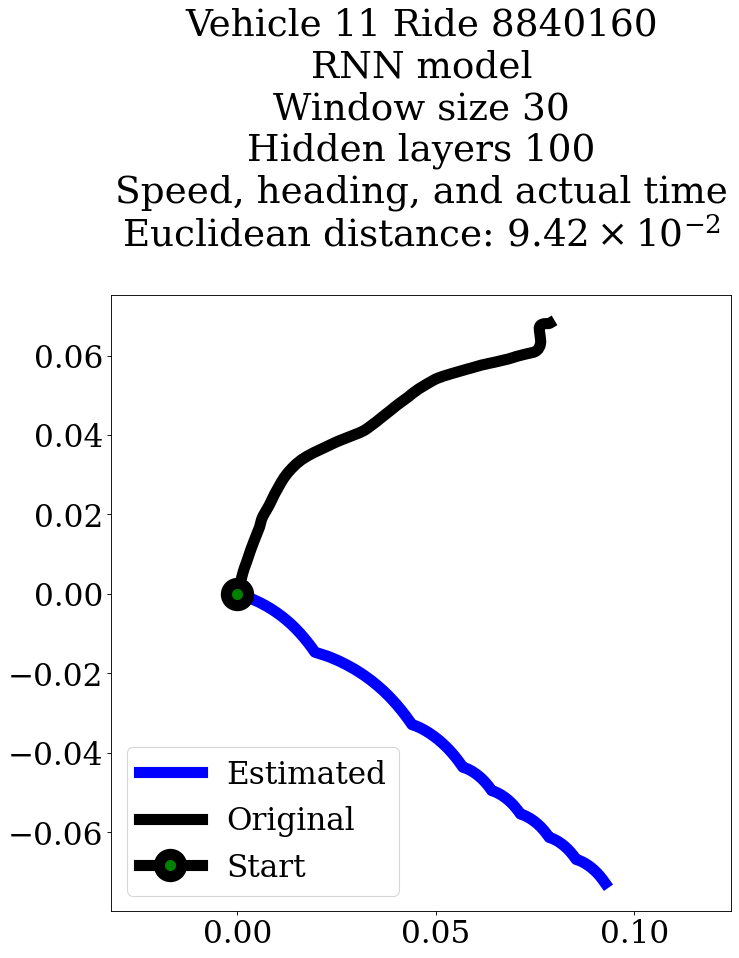 Vehicle 11 Ride 8840160
RNN model
Window size 30
Hidden layers 100
Speed, heading, and actual time
Euclidean distance: 9.42 × 10⁻²
0.06
0.04
0.02
0.00
−0.02
−0.04
−0.06
Estimated
Original
Start
0.00 0.05 0.10